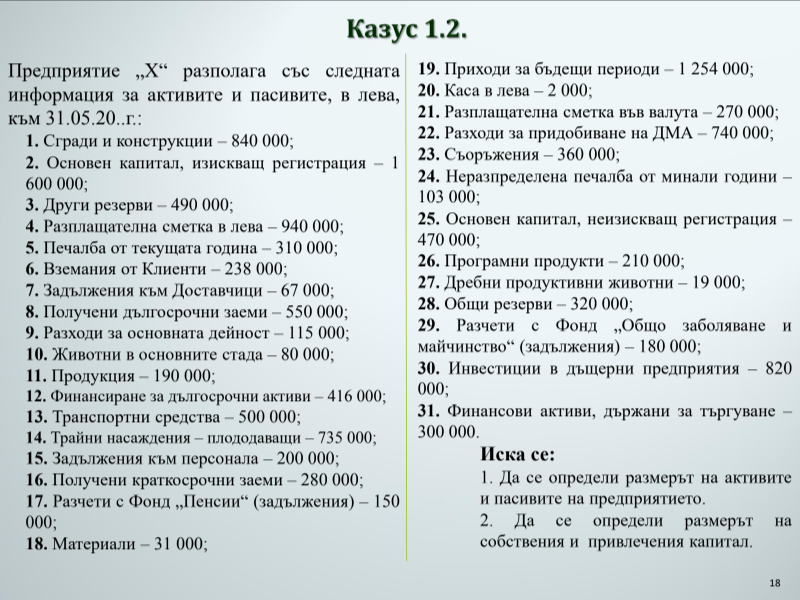 Казус 1.2.
Предприятие „Х“ разполага със следната
информация за активите и пасивите, в лева,
към 31.05.20..г.:
1. Сгради и конструкции – 840 000;
2. Основен капитал, изискващ регистрация – 1
600 000;
3. Други резерви – 490 000;
4. Разплащателна сметка в лева – 940 000;
5. Печалба от текущата година – 310 000;
6. Вземания от Клиенти – 238 000;
7. Задължения към Доставчици – 67 000;
8. Получени дългосрочни заеми – 550 000;
9. Разходи за основната дейност – 115 000;
10. Животни в основните стада – 80 000;
11. Продукция – 190 000;
12. Финансиране за дългосрочни активи – 416 000;
13. Транспортни средства – 500 000;
14. Трайни насаждения – плододаващи – 735 000;
15. Задължения към персонала – 200 000;
16. Получени краткосрочни заеми – 280 000;
17. Разчети с Фонд „Пенсии“ (задължения) – 150
000;
18. Материали – 31 000;
19. Приходи за бъдещи периоди – 1 254 000;
20. Каса в лева – 2 000;
21. Разплащателна сметка във валута – 270 000;
22. Разходи за придобиване на ДМА – 740 000;
23. Съоръжения – 360 000;
24. Неразпределена печалба от минали години –
103 000;
25. Основен капитал, неизискващ регистрация –
470 000;
26. Програмни продукти – 210 000;
27. Дребни продуктивни животни – 19 000;
28. Общи резерви – 320 000;
29. Разчети с Фонд „Общо заболяване и
майчинство“ (задължения) – 180 000;
30. Инвестиции в дъщерни предприятия – 820
000;
31. Финансови активи, държани за търгуване –
300 000.
Иска се:
1. Да се определи размерът на активите
и пасивите на предприятието.
2. Да се определи размерът на
собствения и привлечения капитал.
18